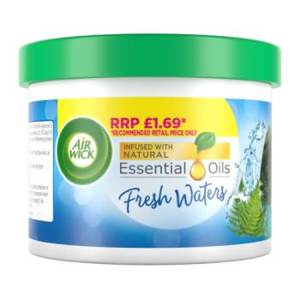 RRP £1.69*
*RECOMMENDED RETAIL PRICE ONLY
AIR
WICK
INFUSED WITH
NATURAL
Essential Oils
Fresh Waters